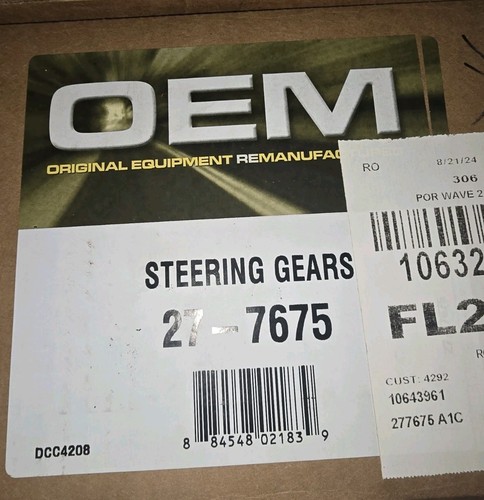 OEM
ORIGINAL EQUIPMENT REMANUFAC
STEERING GEARS
27-7675
8 84548 02183 9
DCC4208
RO 8/21/24
306
POR WAVE 2
10632
FL2
R
CUST: 4292
10643961
277675 A1C